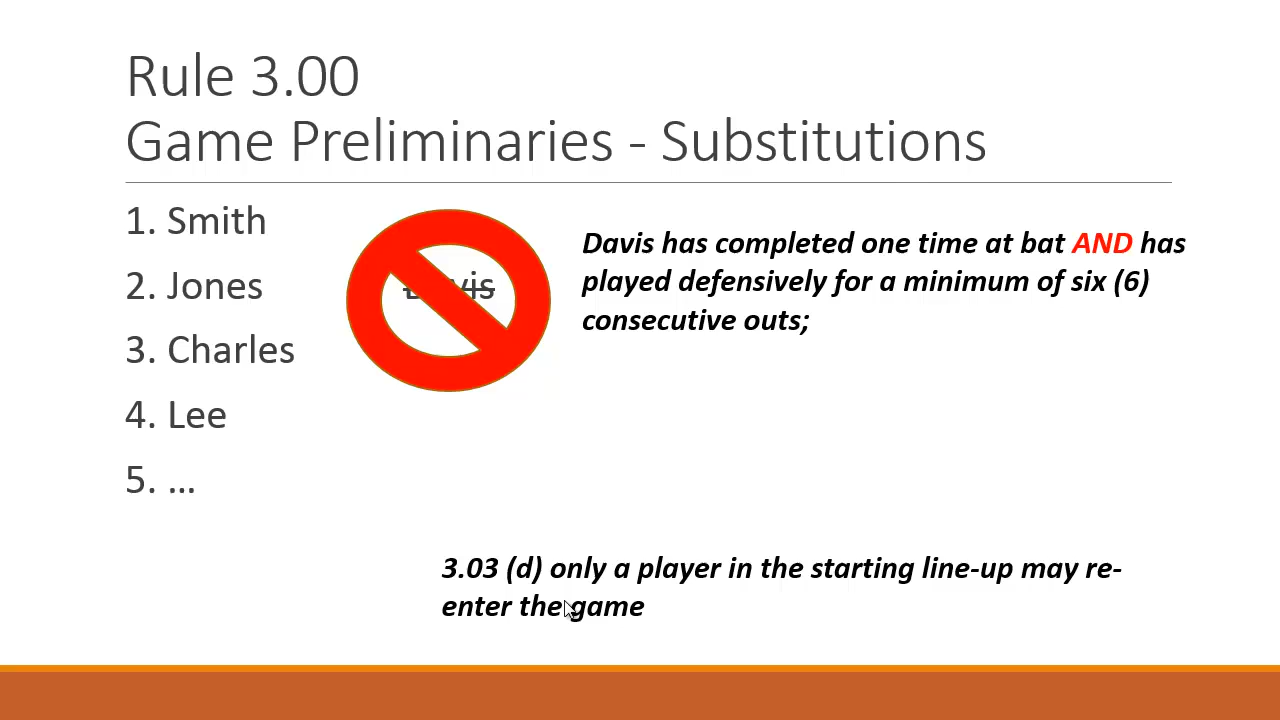 Rule 3.00
Game Preliminaries - Substitutions
1. Smith
2. Jones
Davis
3. Charles
4. Lee
5. ...
Davis has completed one time at bat AND has
played defensively for a minimum of six (6)
consecutive outs;
3.03 (d) only a player in the starting line-up may re-
enter the game